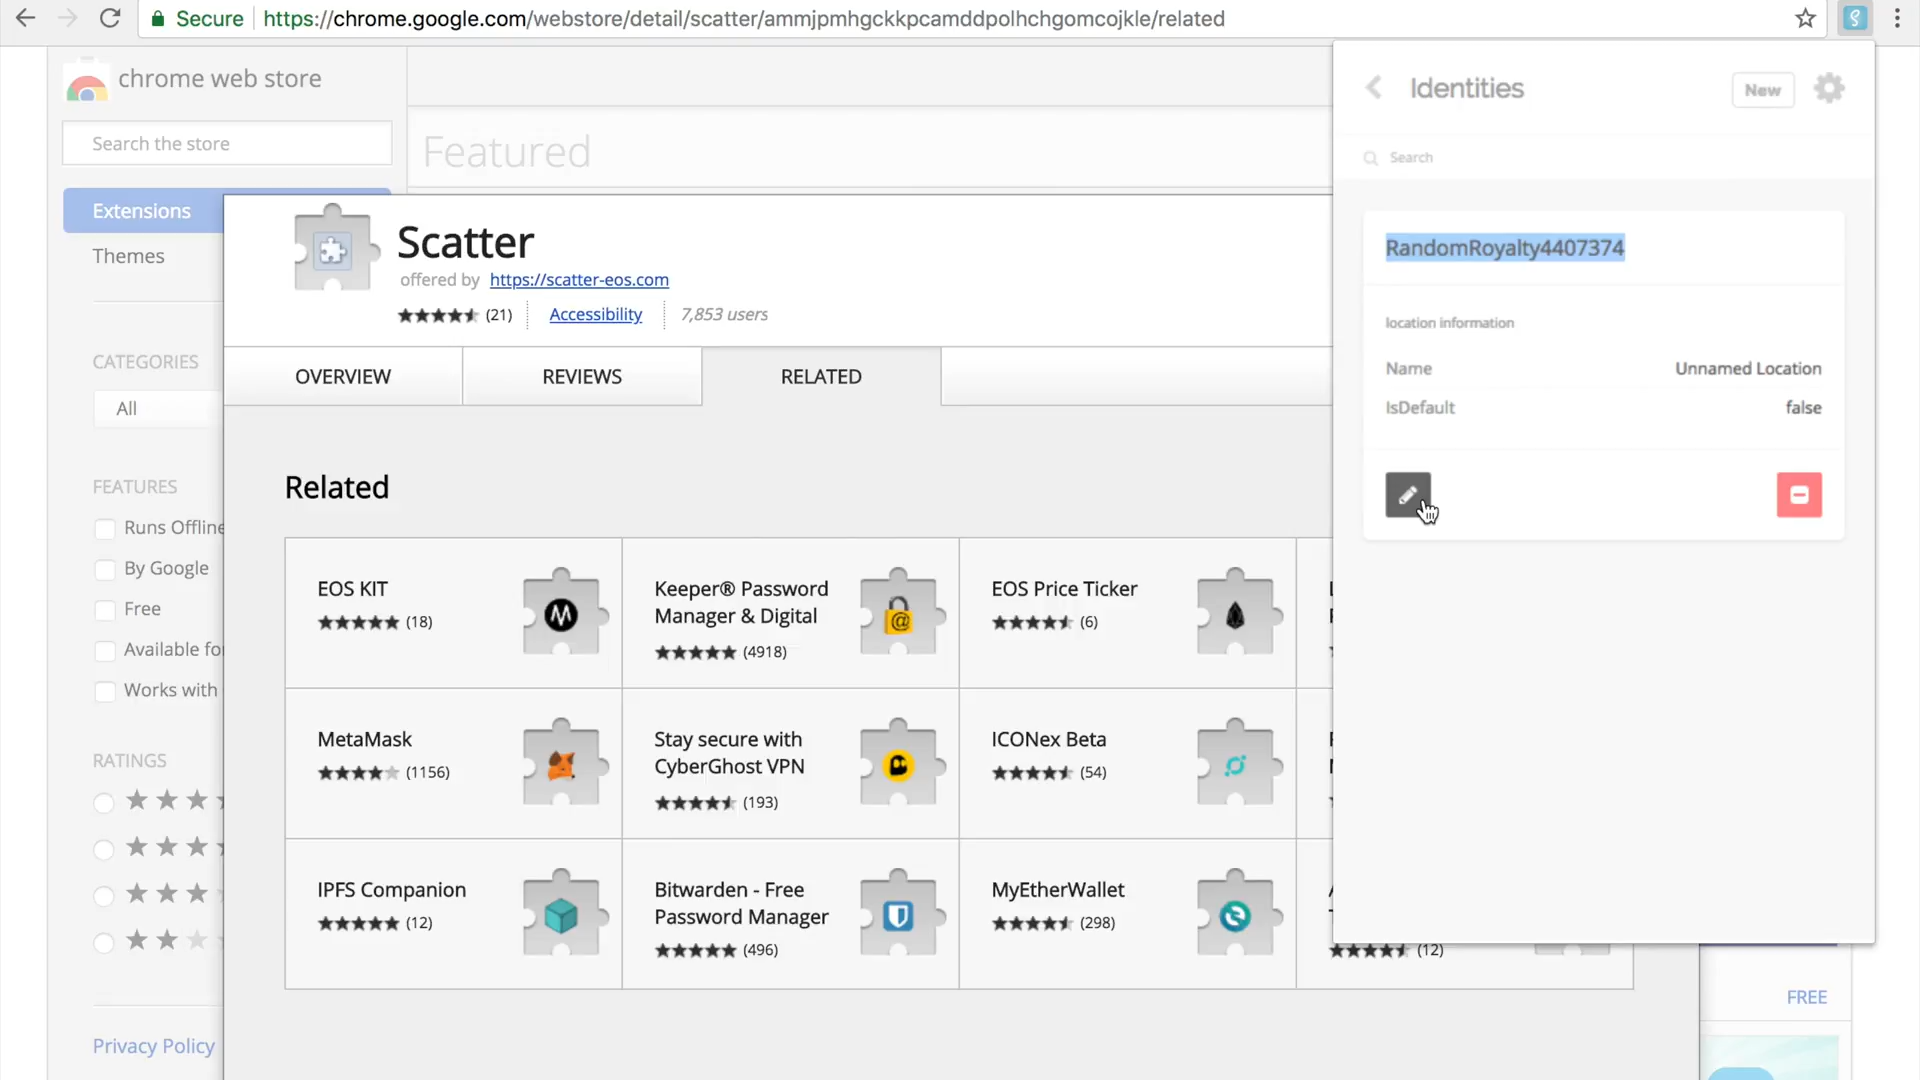 Secure https://chrome.google.com/webstore/detail/scatter/ammjpmhgckkpcamddpolhchgomcojkle/related
chrome web store
Search the store
Featured
Extensions
Themes
CATEGORIES
All
FEATURES
Runs Offline
By Google
Free
Available fo
Works with
RATINGS
Privacy Policy
Scatter
offered by https://scatter-eos.com
(21) Accessibility 7,853 users
OVERVIEW REVIEWS RELATED
Related
EOS KIT
(18)
Keeper® Password
Manager & Digital
(4918)
EOS Price Ticker
(6)
MetaMask
(1156)
Stay secure with
CyberGhost VPN
(193)
ICONex Beta
(54)
IPFS Companion
(12)
Bitwarden - Free
Password Manager
(496)
MyEtherWallet
(298)
(12)
FREE
Identities New
Search
RandomRoyalty4407374
location information
Name Unnamed Location
IsDefault false